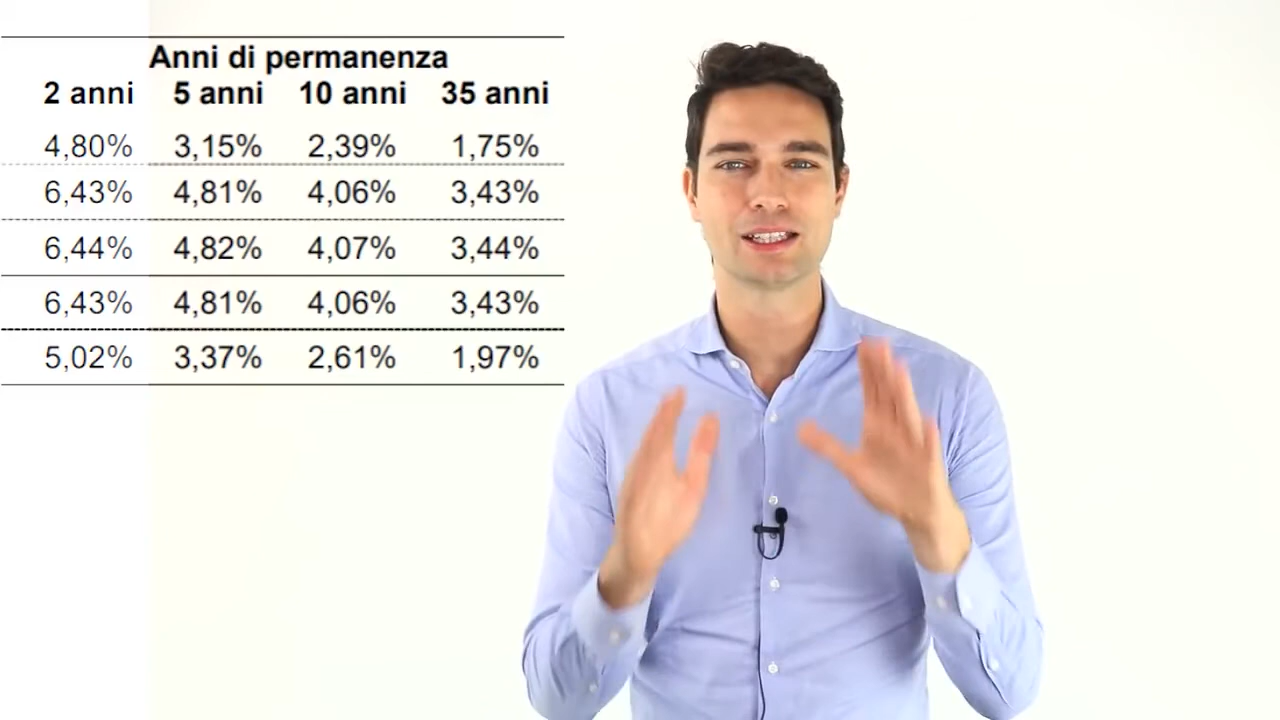 Anni di permanenza
2 anni 5 anni 10 anni 35 anni
4,80% 3,15% 2,39% 1,75%
6,43% 4,81% 4,06% 3,43%
6,44% 4,82% 4,07% 3,44%
6,43% 4,81% 4,06% 3,43%
5,02% 3,37% 2,61% 1,97%